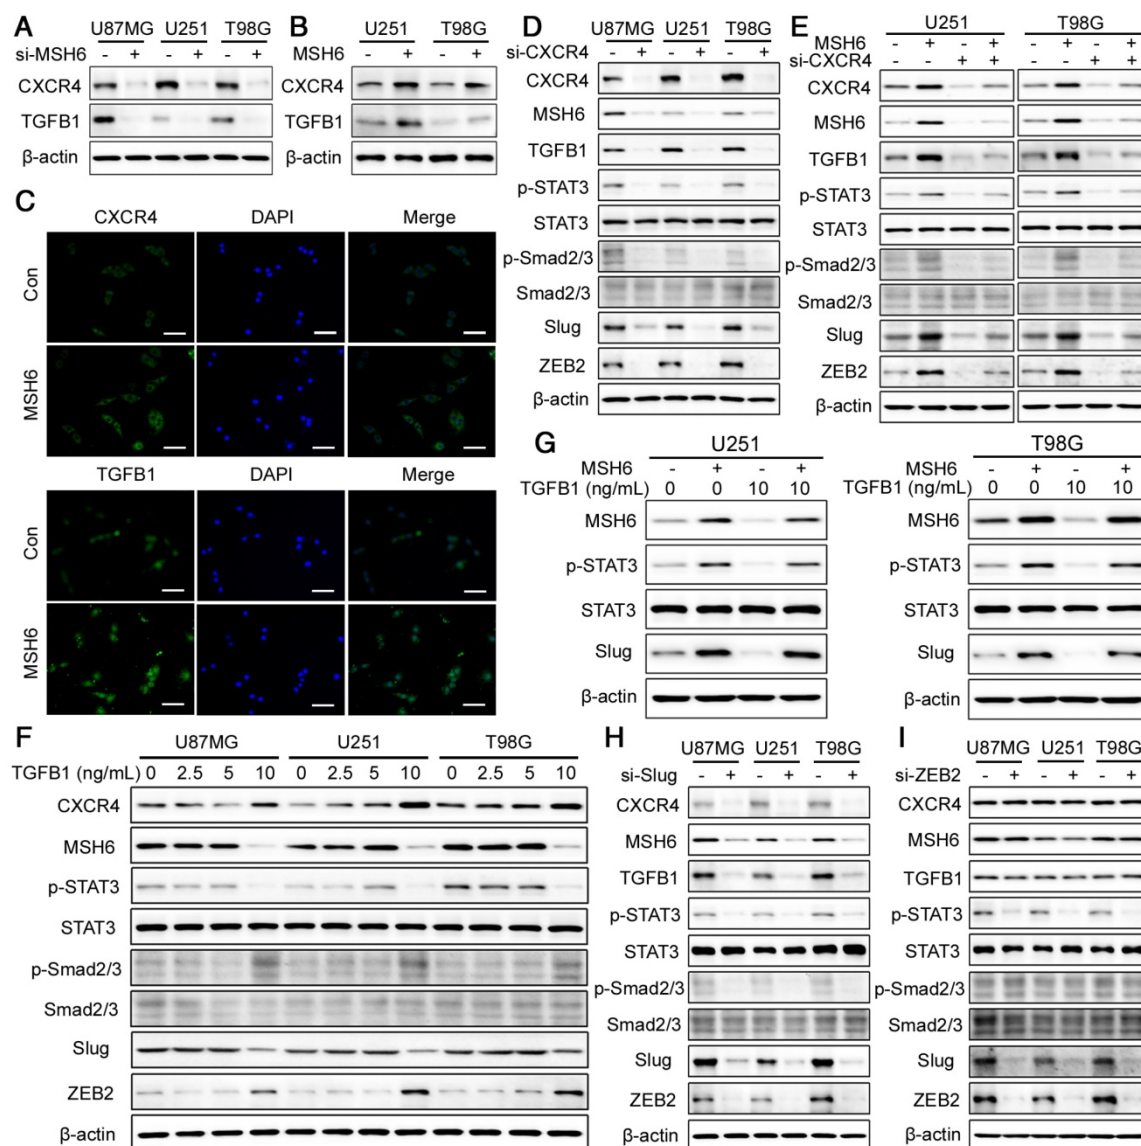 A
U87MG U251 T98G
si-MSH6 - + - + - +
CXCR4
TGFB1
β-actin
B
U251 T98G
MSH6 - + - +
CXCR4
TGFB1
β-actin
C
CXCR4 DAPI Merge
Con
MSH6
TGFB1 DAPI Merge
Con
MSH6
D
U87MG U251 T98G
si-CXCR4 - + - + - +
CXCR4
MSH6
TGFB1
p-STAT3
STAT3
p-Smad2/3
Smad2/3
Slug
ZEB2
β-actin
E
U251 T98G
MSH6 - + - + - + - +
si-CXCR4 - - + + - - + +
CXCR4
MSH6
TGFB1
p-STAT3
STAT3
p-Smad2/3
Smad2/3
Slug
ZEB2
β-actin
F
U87MG U251 T98G
TGFB1 (ng/mL) 0 2.5 5 10 0 2.5 5 10 0 2.5 5 10
CXCR4
MSH6
p-STAT3
STAT3
p-Smad2/3
Smad2/3
Slug
ZEB2
β-actin
G
U251
MSH6 - + - +
TGFB1 (ng/mL) 0 0 10 10
MSH6
p-STAT3
STAT3
Slug
β-actin
T98G
MSH6 - + - +
TGFB1 (ng/mL) 0 0 10 10
MSH6
p-STAT3
STAT3
Slug
β-actin
H
U87MG U251 T98G
si-Slug - + - + - +
CXCR4
MSH6
TGFB1
p-STAT3
STAT3
p-Smad2/3
Smad2/3
Slug
ZEB2
β-actin
I
U87MG U251 T98G
si-ZEB2 - + - + - +
CXCR4
MSH6
TGFB1
p-STAT3
STAT3
p-Smad2/3
Smad2/3
Slug
ZEB2
β-actin